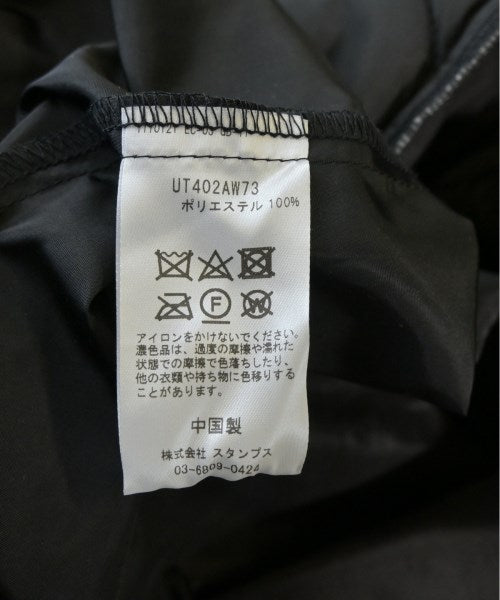 UT402AW73
ポリエステル 100%
アイロンをかけないでください。
濃色品は、過度の摩擦や濡れた
状態での摩擦で色落ちしたり、
他の衣類や持ち物に色移りする
ことがあります。
中国製
株式会社 スタンプス
03-6809-0424
F
W